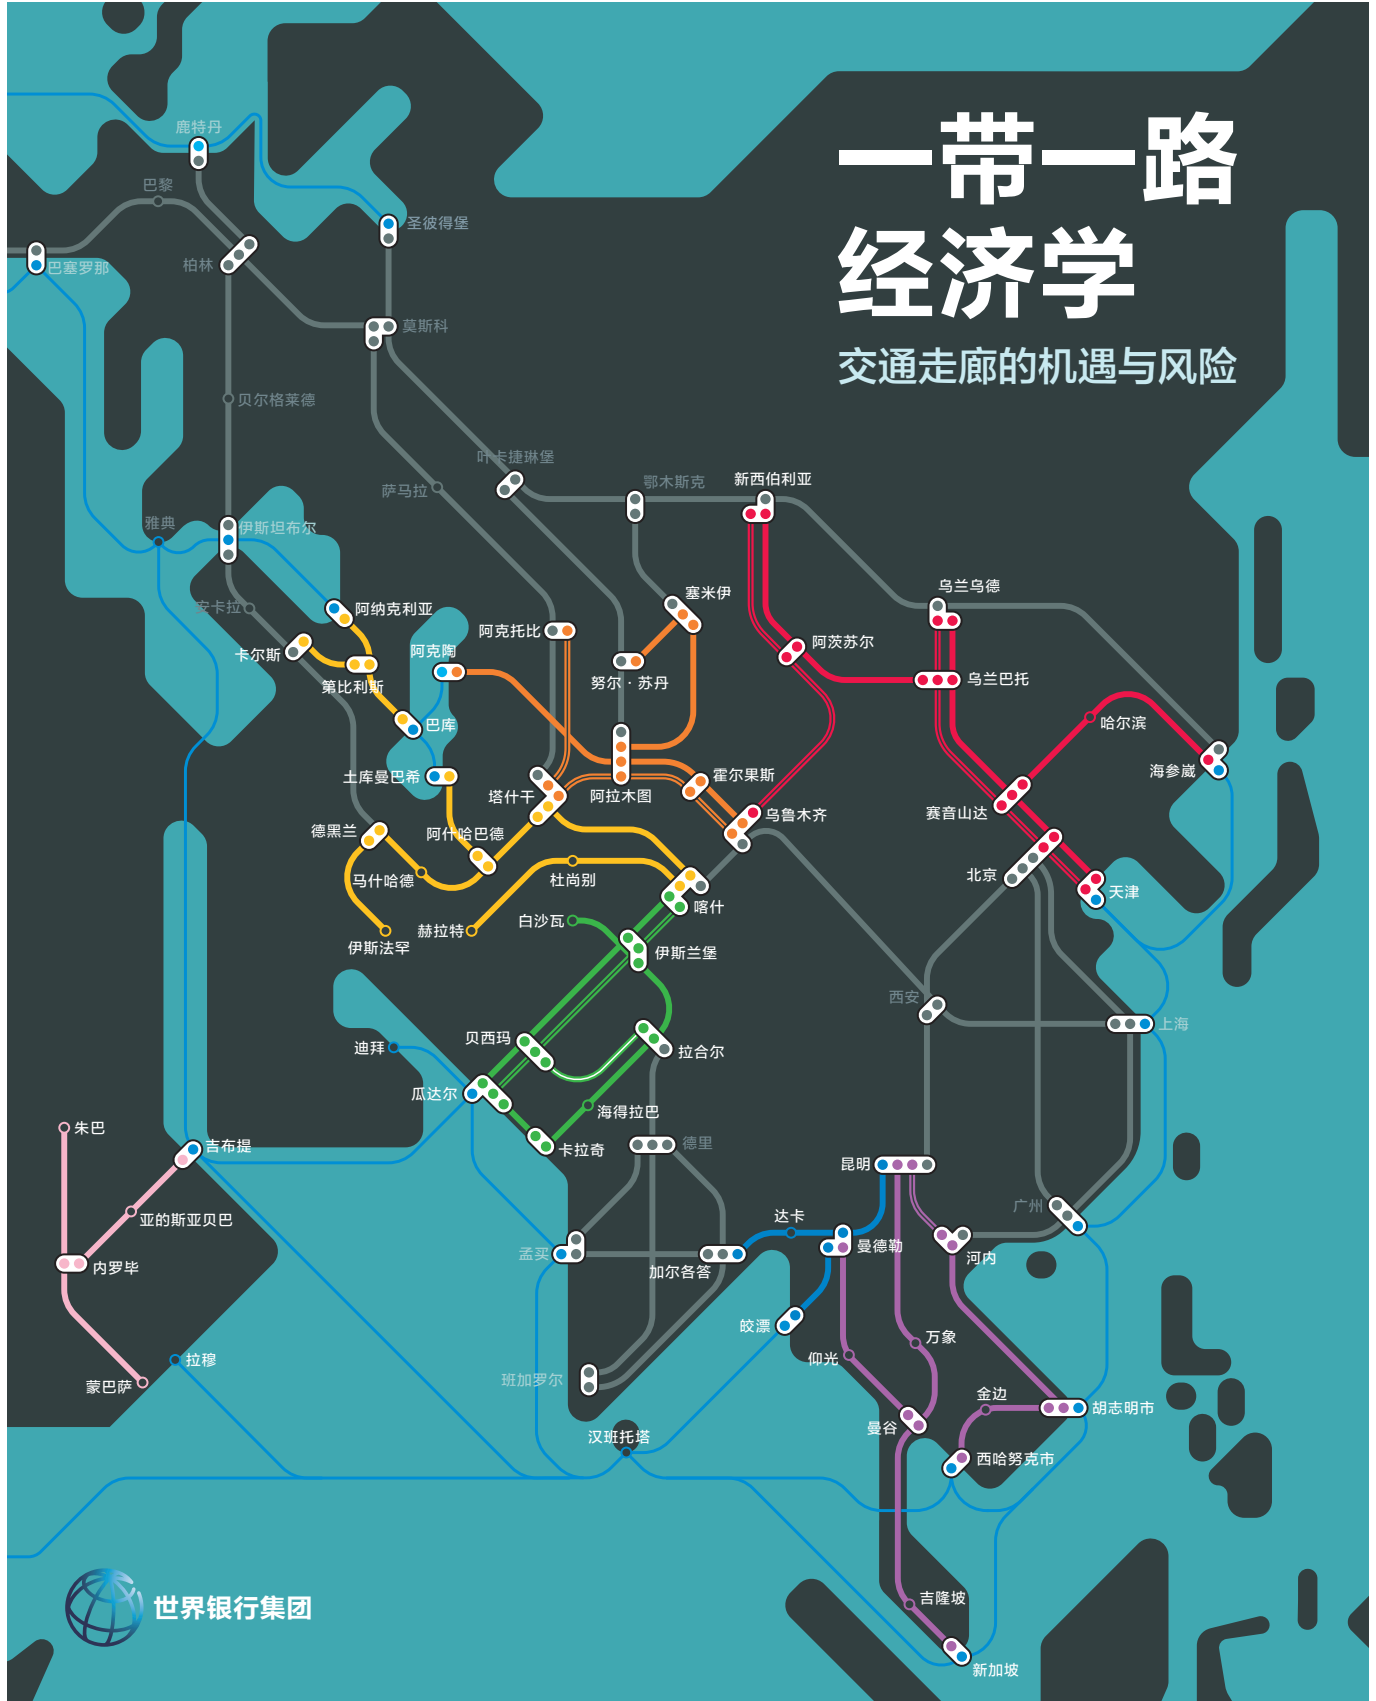 一带一路
经济学
交通走廊的机遇与风险
鹿特丹
巴黎
圣彼得堡
柏林
巴塞罗那
莫斯科
贝尔格莱德
叶卡捷琳堡
萨马拉
鄂木斯克
新西伯利亚
雅典
伊斯坦布尔
乌兰乌德
塞米伊
安卡拉
阿纳克利亚
阿克托比
阿茨苏尔
卡尔斯
阿克陶
第比利斯
努尔·苏丹
乌兰巴托
巴库
哈尔滨
土库曼巴希
霍尔果斯
海参崴
塔什干
阿拉木图
乌鲁木齐
赛音山达
德黑兰
阿什哈巴德
北京
马什哈德
杜尚别
天津
喀什
白沙瓦
赫拉特
伊斯法罕
伊斯兰堡
西安
上海
贝西玛
迪拜
拉合尔
瓜达尔
海得拉巴
朱巴
吉布提
卡拉奇
德里
昆明
亚的斯亚贝巴
达卡
广州
孟买
曼德勒
河内
内罗毕
加尔各答
皎漂
万象
仰光
拉穆
蒙巴萨
班加罗尔
金边
胡志明市
曼谷
汉班托塔
西哈努克市
吉隆坡
世界银行集团
新加坡